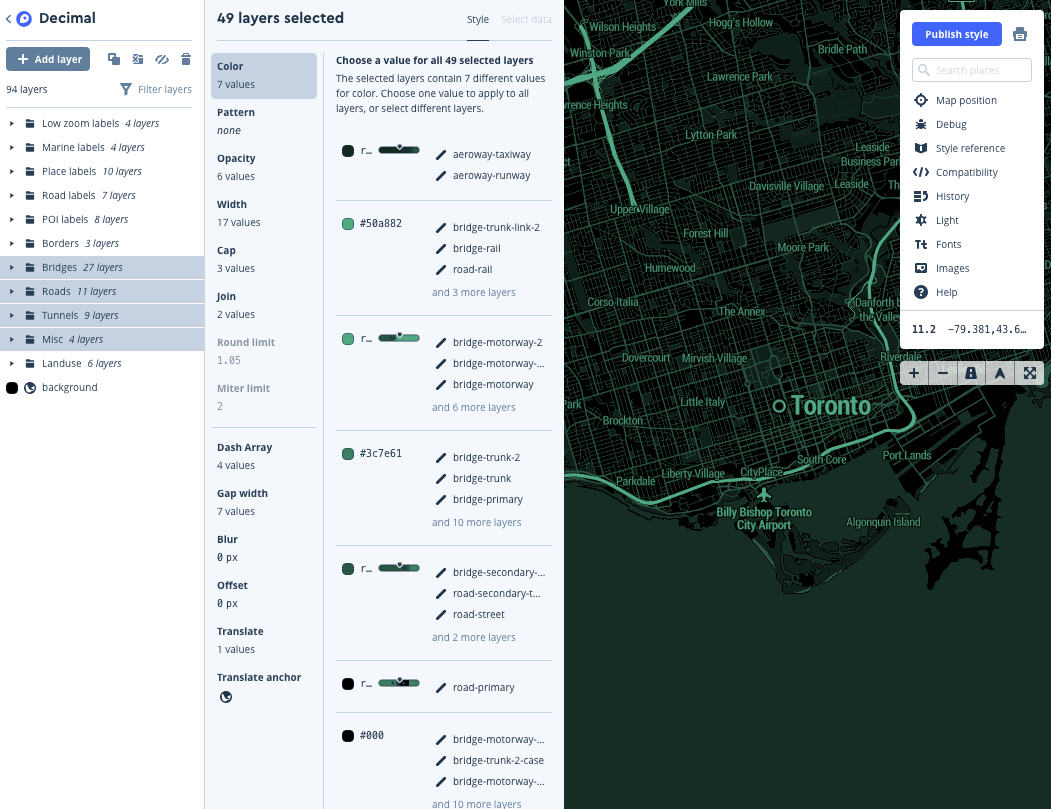 Decimal
Add layer
94 layers
Filter layers
Low zoom labels 4 layers
Marine labels 4 layers
Place labels 10 layers
Road labels 7 layers
POI labels 8 layers
Borders 3 layers
Bridges 27 layers
Roads 11 layers
Tunnels 9 layers
Misc 4 layers
Landuse 6 layers
background
49 layers selected
Style
Select data
Color
7 values
Pattern
none
Opacity
6 values
Width
17 values
Cap
3 values
Join
2 values
Round limit
1.05
Miter limit
2
Dash Array
4 values
Gap width
7 values
Blur
0 px
Offset
0 px
Translate
1 values
Translate anchor
Choose a value for all 49 selected layers
The selected layers contain 7 different values
for color. Choose one value to apply to all
layers, or select different layers.
r…
aeroway-taxiway
aeroway-runway
#50a882
bridge-trunk-link-2
bridge-rail
road-rail
and 3 more layers
r…
bridge-motorway-2
bridge-motorway-...
bridge-motorway
and 6 more layers
#3c7e61
bridge-trunk-2
bridge-trunk
bridge-primary
and 10 more layers
r…
bridge-secondary-...
road-secondary-t...
road-street
and 2 more layers
r…
road-primary
#000
bridge-motorway-...
bridge-trunk-2-case
bridge-motorway-...
and 10 more layers
York Mills
Wilson Heights
Hogg's Hollow
Winston Park
Bridle Path
Lawrence Park
wrence Heights
Lytton Park
Leaside
Business Par
Davisville Village
Leaside
Th
Upper Village
Forest Hill
Moore Park
Humewood
Corso Italia
The Annex
Danforth b
the Valley
Dovercourt
Mirvish-Village
Riverdale
Park
Little Italy
Toronto
Brockton
South Core
Port Lands
Liberty Village
CityPlace
Parkdale
Billy Bishop Toronto
City Airport
Algonquin Island
Publish style
Search places
Map position
Debug
Style reference
Compatibility
History
Light
Fonts
Images
Help
11.2 −79.381,43.6…